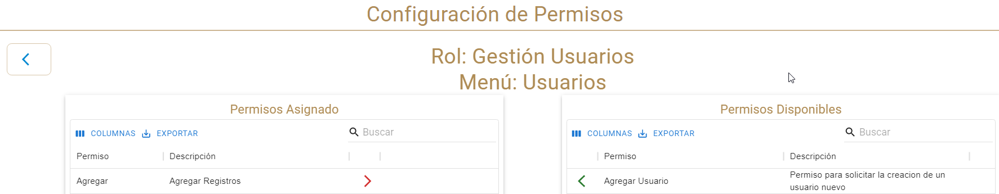 Configuración de Permisos
Rol: Gestión Usuarios
Menú: Usuarios
Permisos Asignado
COLUMNAS EXPORTAR Buscar
Permiso Descripción
Agregar Agregar Registros
Permisos Disponibles
COLUMNAS EXPORTAR Buscar
Permiso Descripción
Agregar Usuario Permiso para solicitar la creacion de un
usuario nuevo